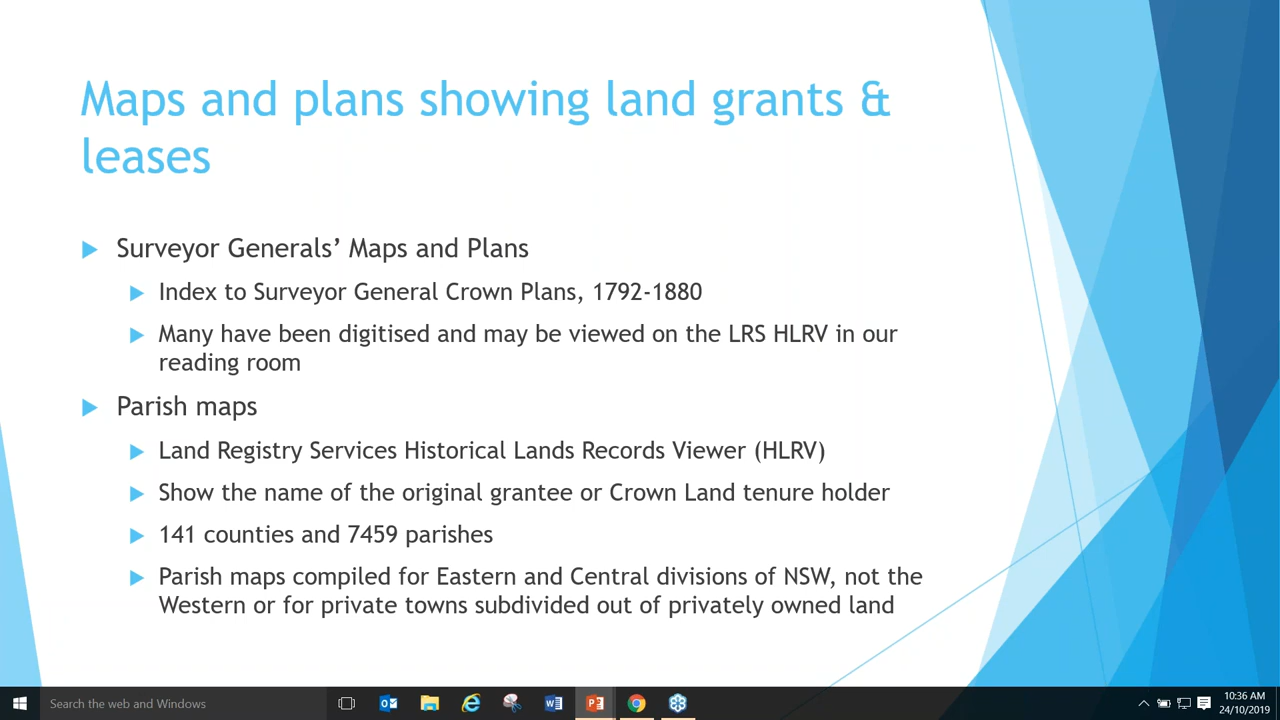 Maps and plans showing land grants &
leases
Surveyor Generals’ Maps and Plans
Index to Surveyor General Crown Plans, 1792-1880
Many have been digitised and may be viewed on the LRS HLRV in our
reading room
Parish maps
Land Registry Services Historical Lands Records Viewer (HLRV)
Show the name of the original grantee or Crown Land tenure holder
141 counties and 7459 parishes
Parish maps compiled for Eastern and Central divisions of NSW, not the
Western or for private towns subdivided out of privately owned land
Search the web and Windows
10:36 AM
24/10/2019